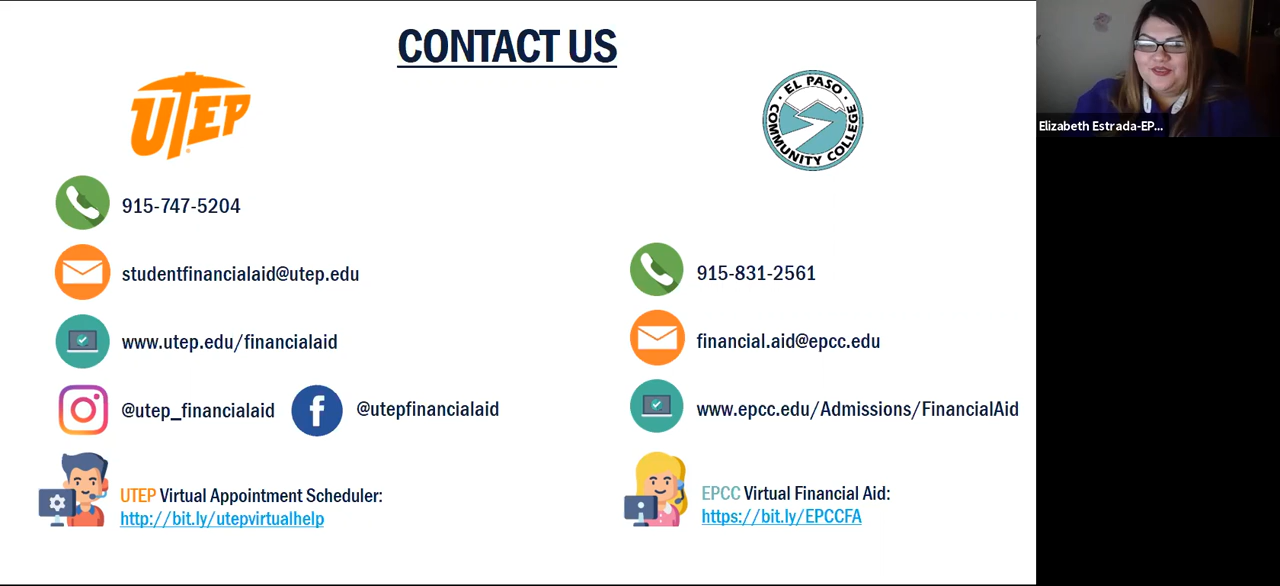 CONTACT US
UTEP
915-747-5204
studentfinancialaid@utep.edu
www.utep.edu/financialaid
@utep_financialaid
@utepfinancialaid
UTEP Virtual Appointment Scheduler:
http://bit.ly/utepvirtualhelp
· EL PASO ·
COMMUNITY COLLEGE
915-831-2561
financial.aid@epcc.edu
www.epcc.edu/Admissions/FinancialAid
EPCC Virtual Financial Aid:
https://bit.ly/EPCCFA
Elizabeth Estrada-EP...